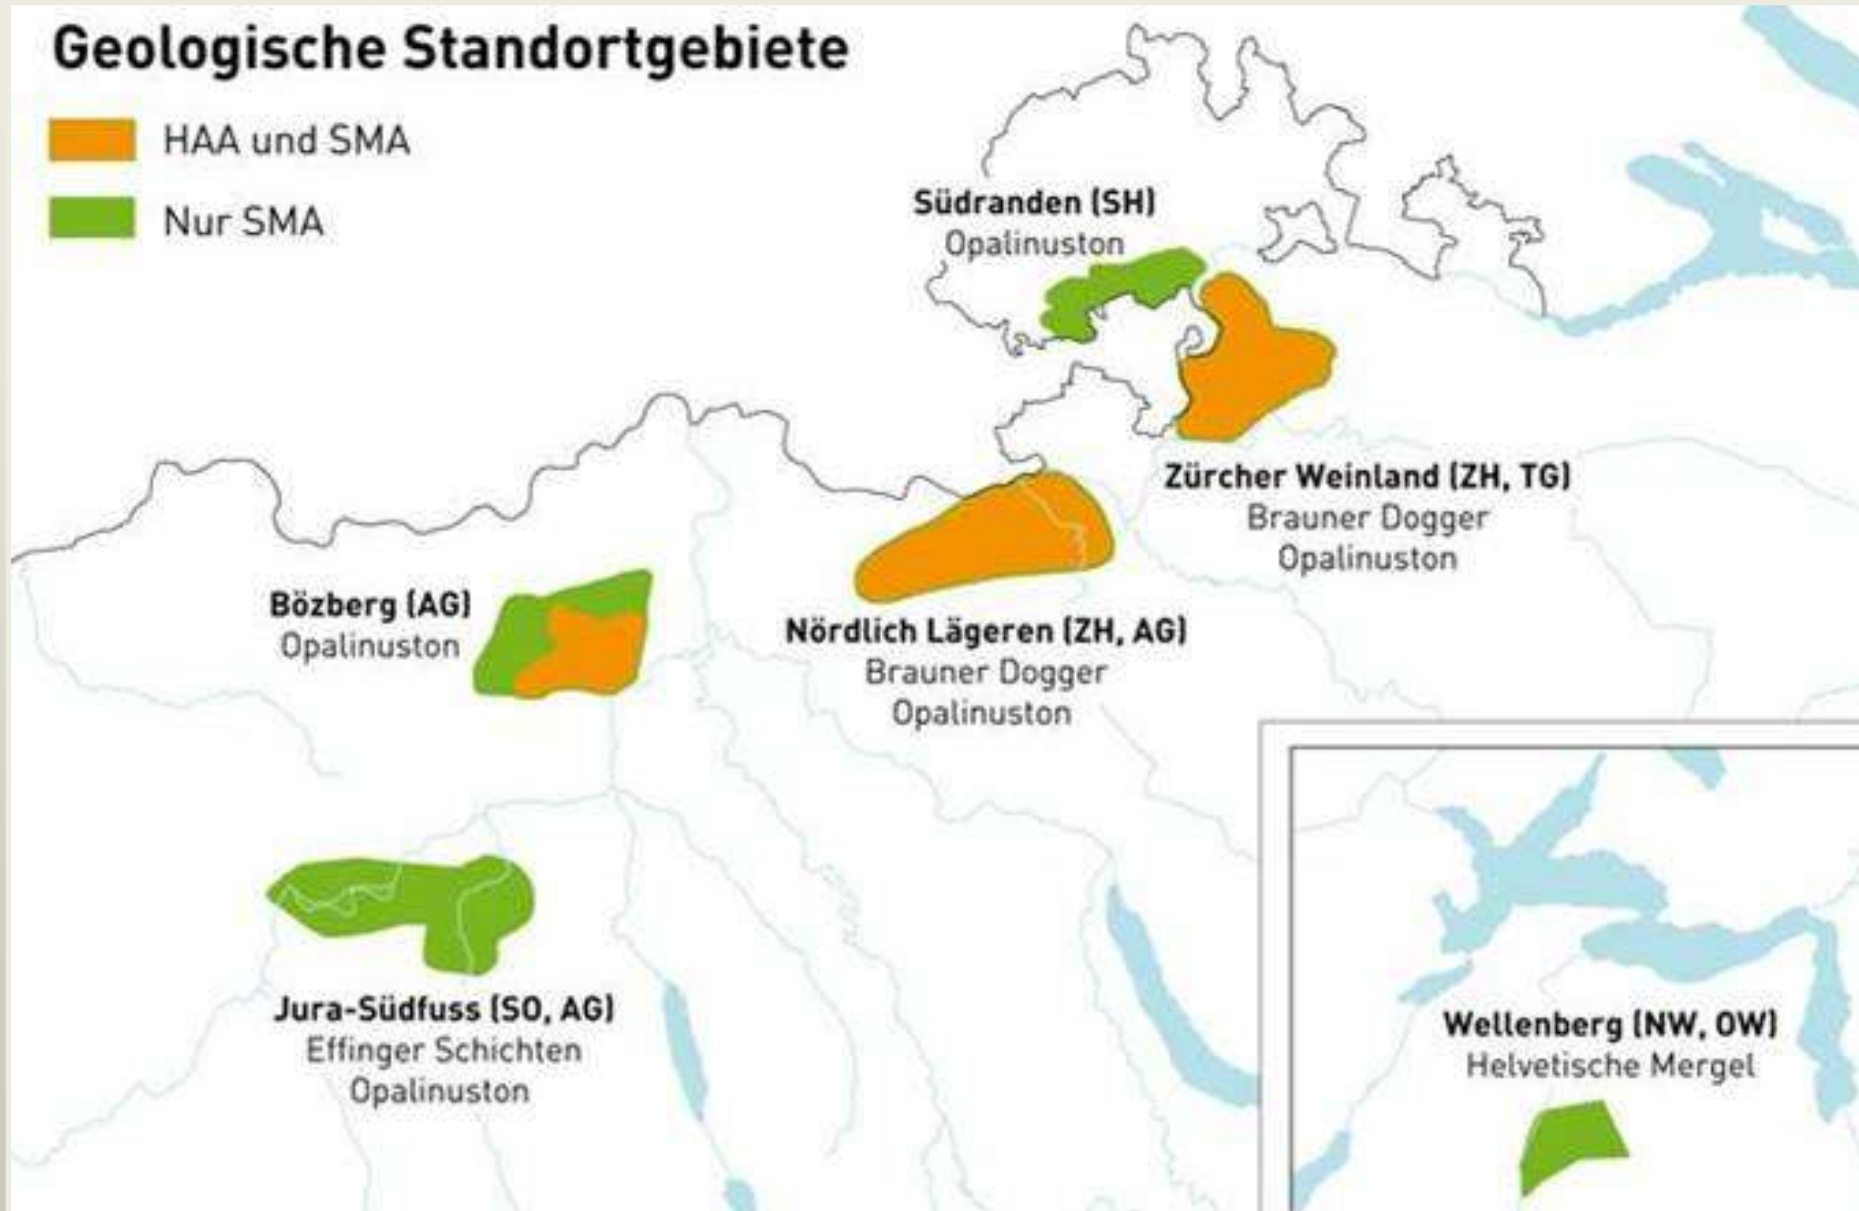 Geologische Standortgebiete
HAA und SMA
Nur SMA
Südranden (SH)
Opalinuston
Zürcher Weinland (ZH, TG)
Brauner Dogger
Opalinuston
Bözberg (AG)
Opalinuston
Nördlich Lägeren (ZH, AG)
Brauner Dogger
Opalinuston
Jura-Südfuss (SO, AG)
Effinger Schichten
Opalinuston
Wellenberg (NW, OW)
Helvetische Mergel